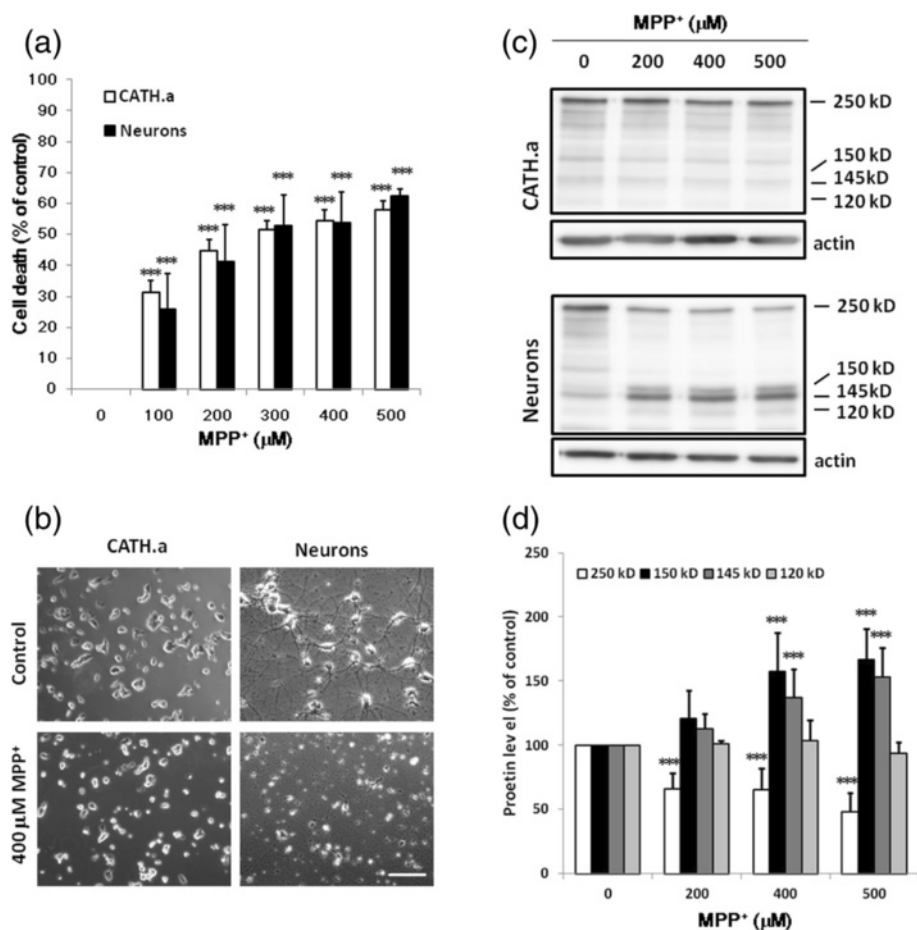 (a)
100
90
80
70
60
50
40
30
20
10
0
Cell death (% of control)
CATH.a
Neurons
*** ***
*** ***
*** ***
*** ***
*** ***
0 100 200 300 400 500
MPP⁺ (µM)
(b)
CATH.a Neurons
Control
400 µM MPP⁺
(c)
MPP⁺ (µM)
0 200 400 500
CATH.a
250 kD
150 kD
145kD
120 kD
actin
Neurons
250 kD
150 kD
145kD
120 kD
actin
(d)
250
200
150
100
50
0
Proetin lev el (% of control)
250 kD 150 kD 145 kD 120 kD
***
*** *** ***
*** *** ***
0 200 400 500
MPP⁺ (µM)